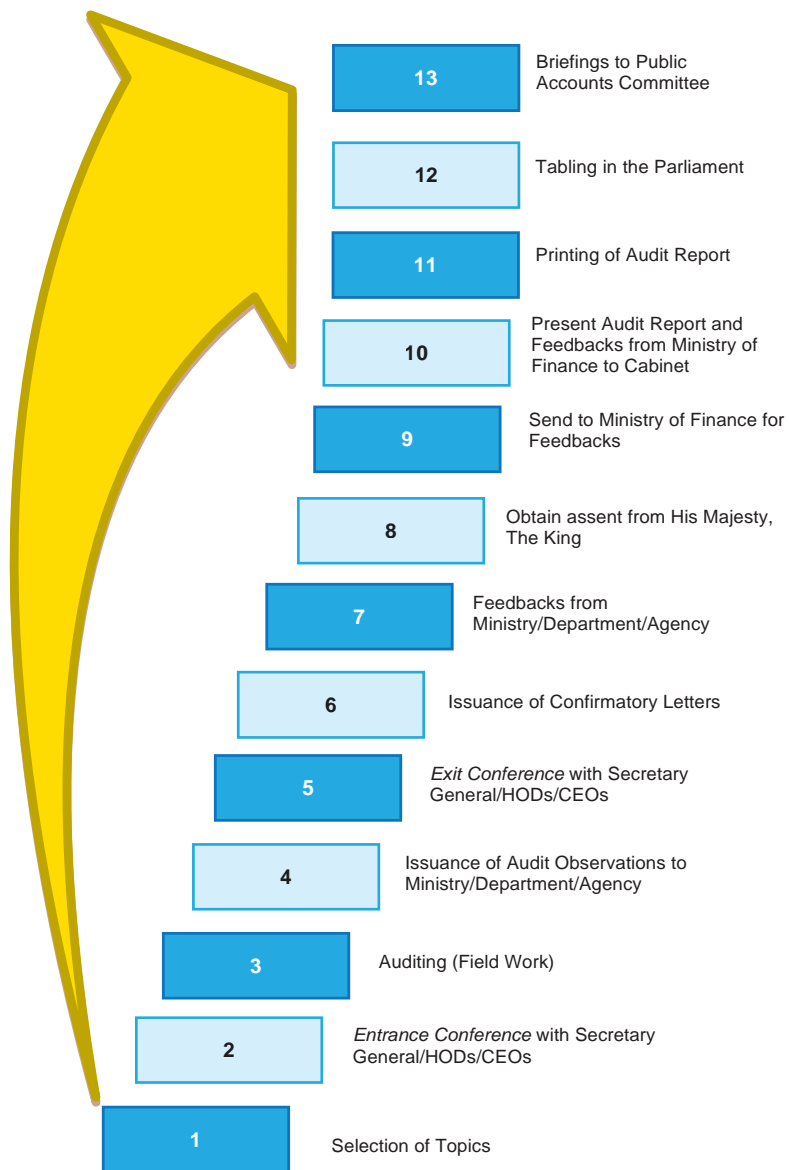 13
Briefings to Public
Accounts Committee
12
Tabling in the Parliament
11
Printing of Audit Report
10
Present Audit Report and
Feedbacks from Ministry of
Finance to Cabinet
9
Send to Ministry of Finance for
Feedbacks
8
Obtain assent from His Majesty,
The King
7
Feedbacks from
Ministry/Department/Agency
6
Issuance of Confirmatory Letters
5
Exit Conference with Secretary
General/HODs/CEOs
4
Issuance of Audit Observations to
Ministry/Department/Agency
3
Auditing (Field Work)
2
Entrance Conference with Secretary
General/HODs/CEOs
1
Selection of Topics